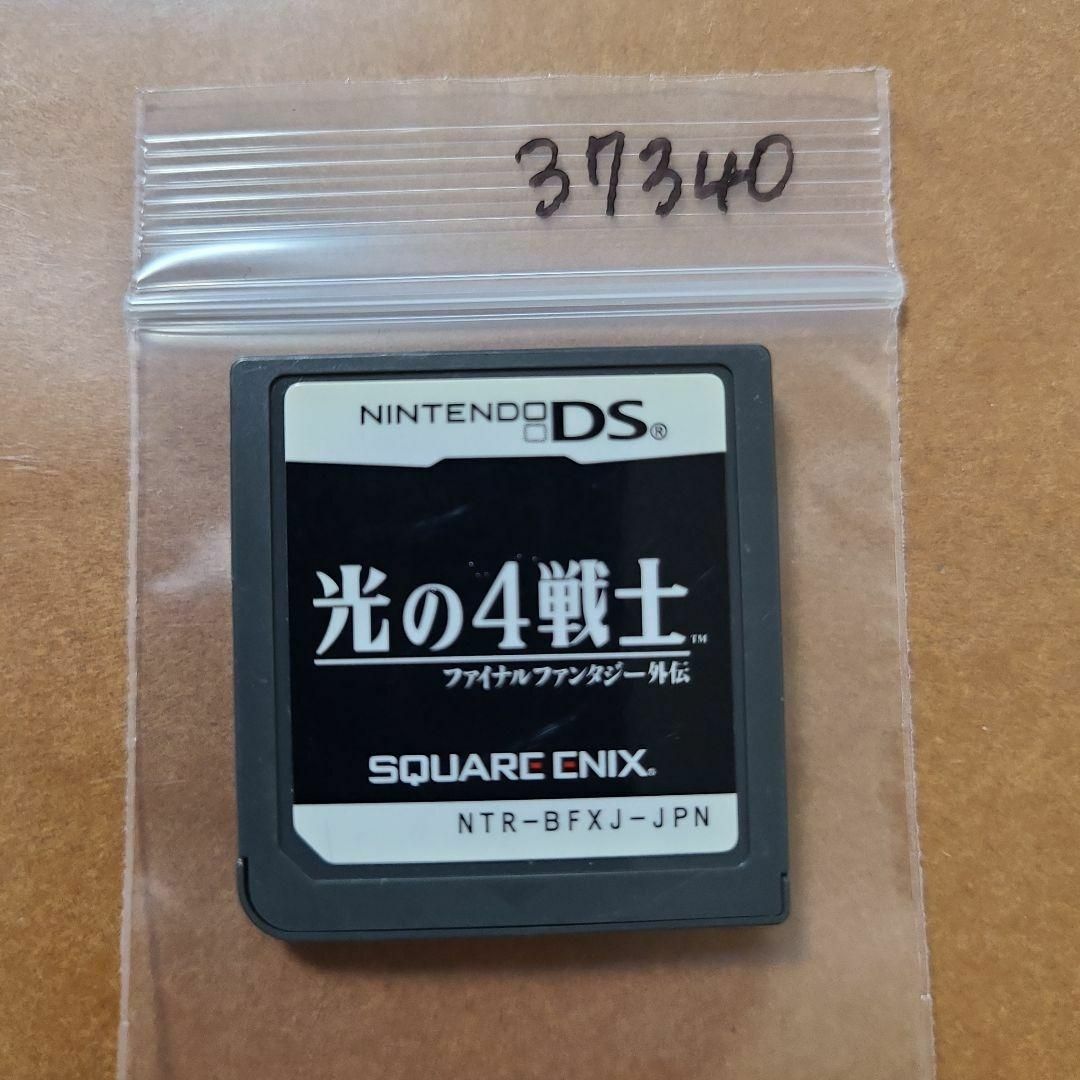 37340
NINTENDO DS®
光の4戦士™
ファイナルファンタジー外伝
SQUARE ENIX®
NTR-BFXJ-JPN